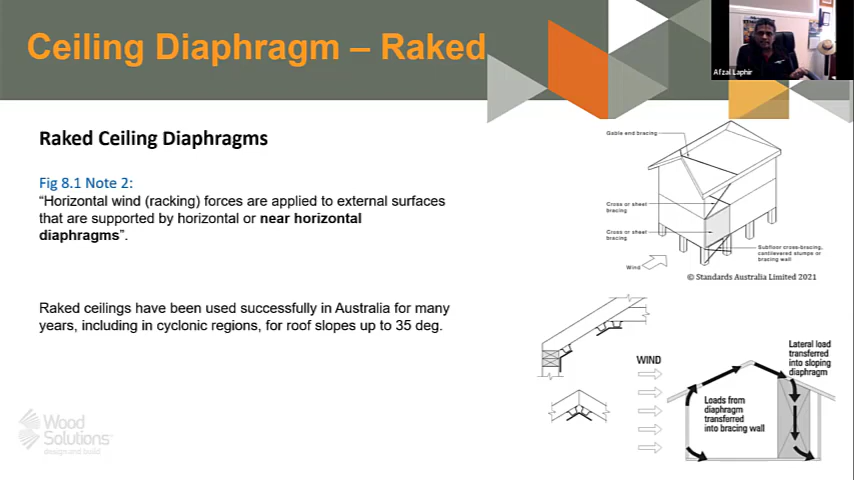 Ceiling Diaphragm – Raked
Afzal Laphir
Raked Ceiling Diaphragms
Fig 8.1 Note 2:
“Horizontal wind (racking) forces are applied to external surfaces
that are supported by horizontal or near horizontal
diaphragms”.
Raked ceilings have been used successfully in Australia for many
years, including in cyclonic regions, for roof slopes up to 35 deg.
Gable end bracing
Cross or sheet
bracing
Cross or sheet
bracing
Subfloor cross-bracing,
cantilevered stumps or
bracing wall
Wind
© Standards Australia Limited 2021
WIND
Lateral load
transferred
into sloping
diaphragm
Loads from
diaphragm
transferred
into bracing wall
Wood
Solutions
design and build